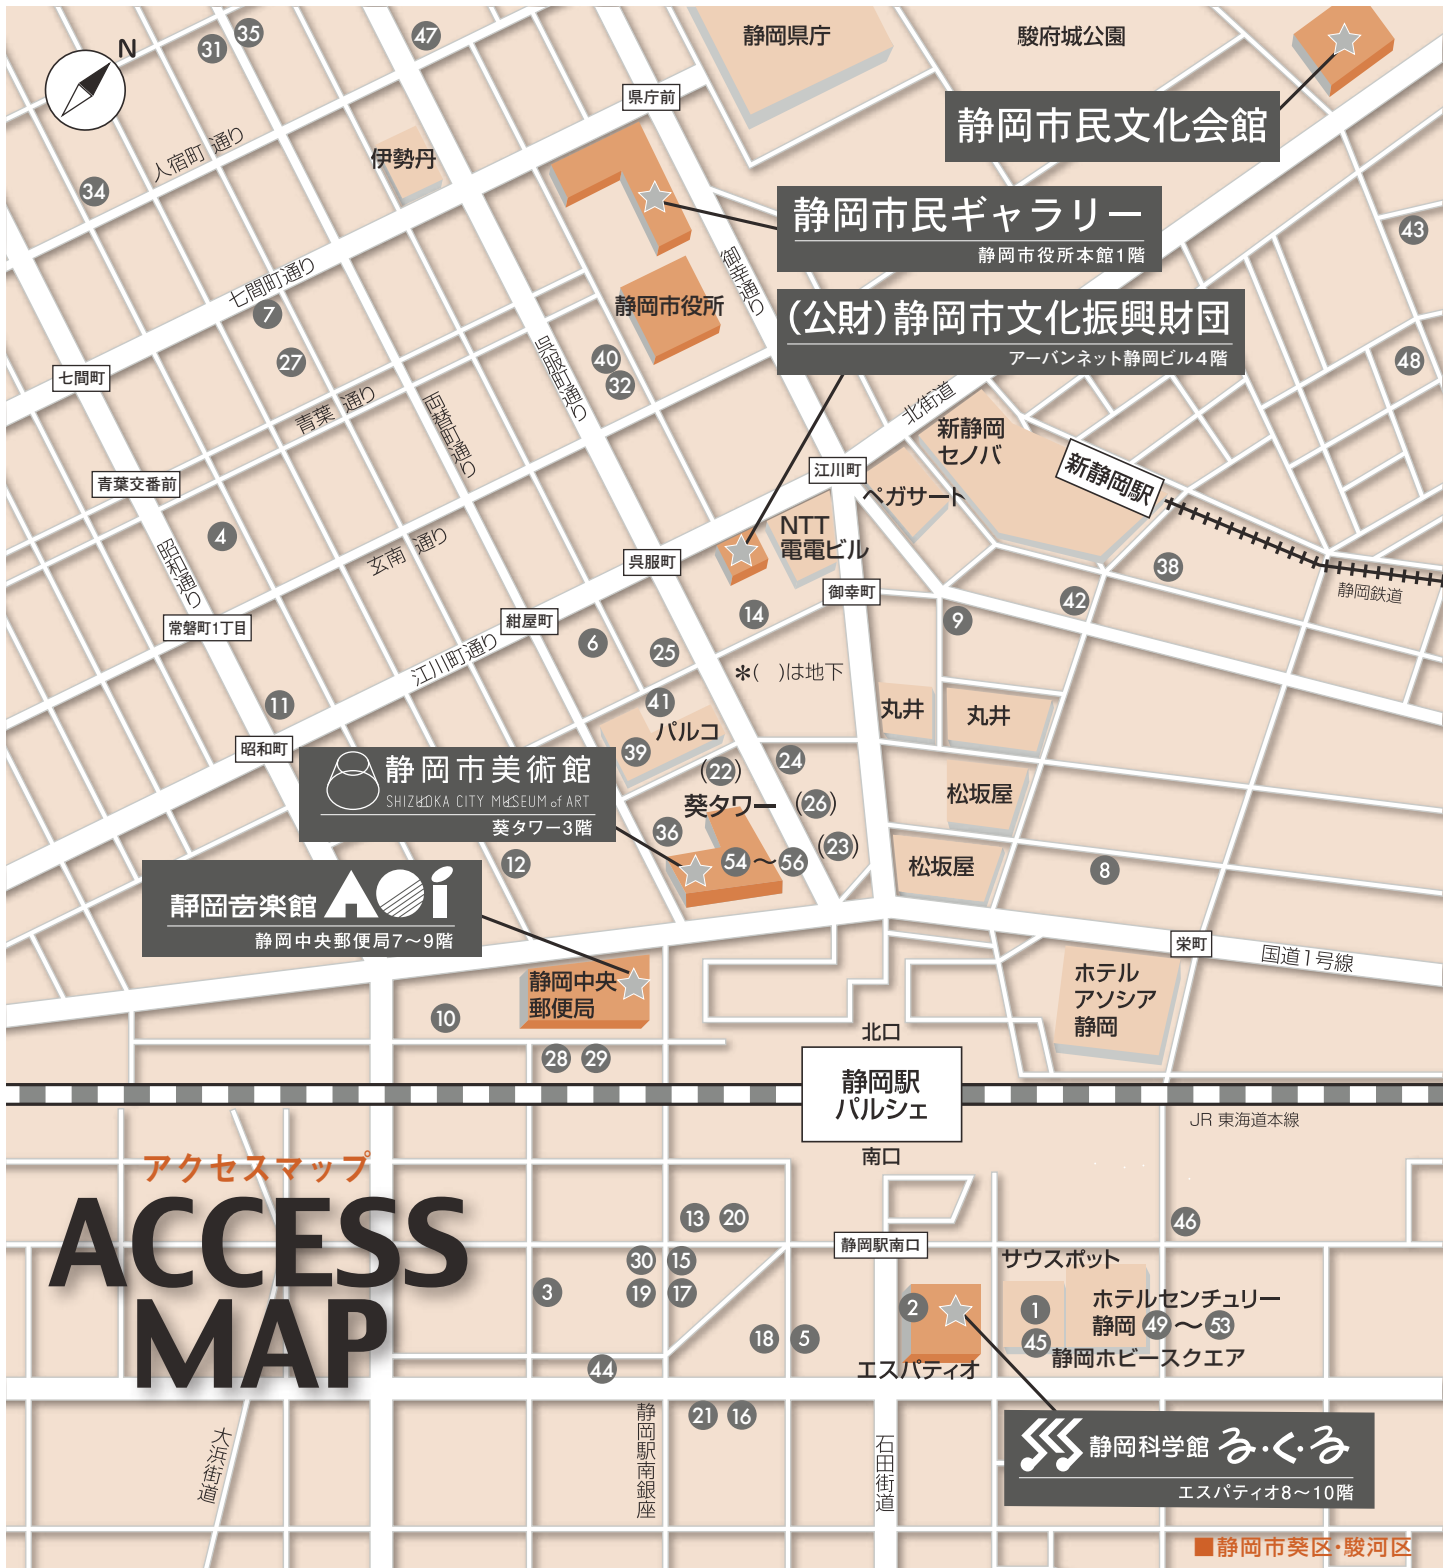 N
31
35
47
静岡県庁
駿府城公園
県庁前
静岡市民文化会館
人宿町通り
伊勢丹
34
静岡市民ギャラリー
静岡市役所本館1階
43
七間町通り
7
御幸通り
静岡市役所
(公財)静岡市文化振興財団
アーバンネット静岡ビル4階
27
40
32
呉服町通り
48
七間町
青葉通り
両替町通り
北街道
新静岡
セノバ
青葉交番前
江川町
新静岡駅
ペガサート
4
玄南通り
NTT
電電ビル
昭和通り
呉服町
御幸町
38
静岡鉄道
42
常磐町1丁目
紺屋町
14
9
6
25
江川町通り
＊( )は地下
11
41
パルコ
丸井
丸井
昭和町
39
静岡市美術館
SHIZUOKA CITY MUSEUM of ART
葵タワー3階
(22)
24
葵タワー
(26)
松坂屋
36
(23)
12
54～56
松坂屋
8
静岡音楽館 AOi
静岡中央郵便局7～9階
栄町
国道1号線
静岡中央
郵便局
ホテル
アソシア
静岡
10
北口
28
29
静岡駅
パルシェ
JR 東海道本線
南口
アクセスマップ
ACCESS
MAP
13
20
46
静岡駅南口
30
15
サウスポット
3
19
17
2
1
ホテルセンチュリー
静岡 49～53
18
5
45
静岡ホビースクエア
44
エスパティオ
21
16
大浜街道
静岡駅南銀座
石田街道
静岡科学館 る・く・る
エスパティオ8～10階
■静岡市葵区・駿河区